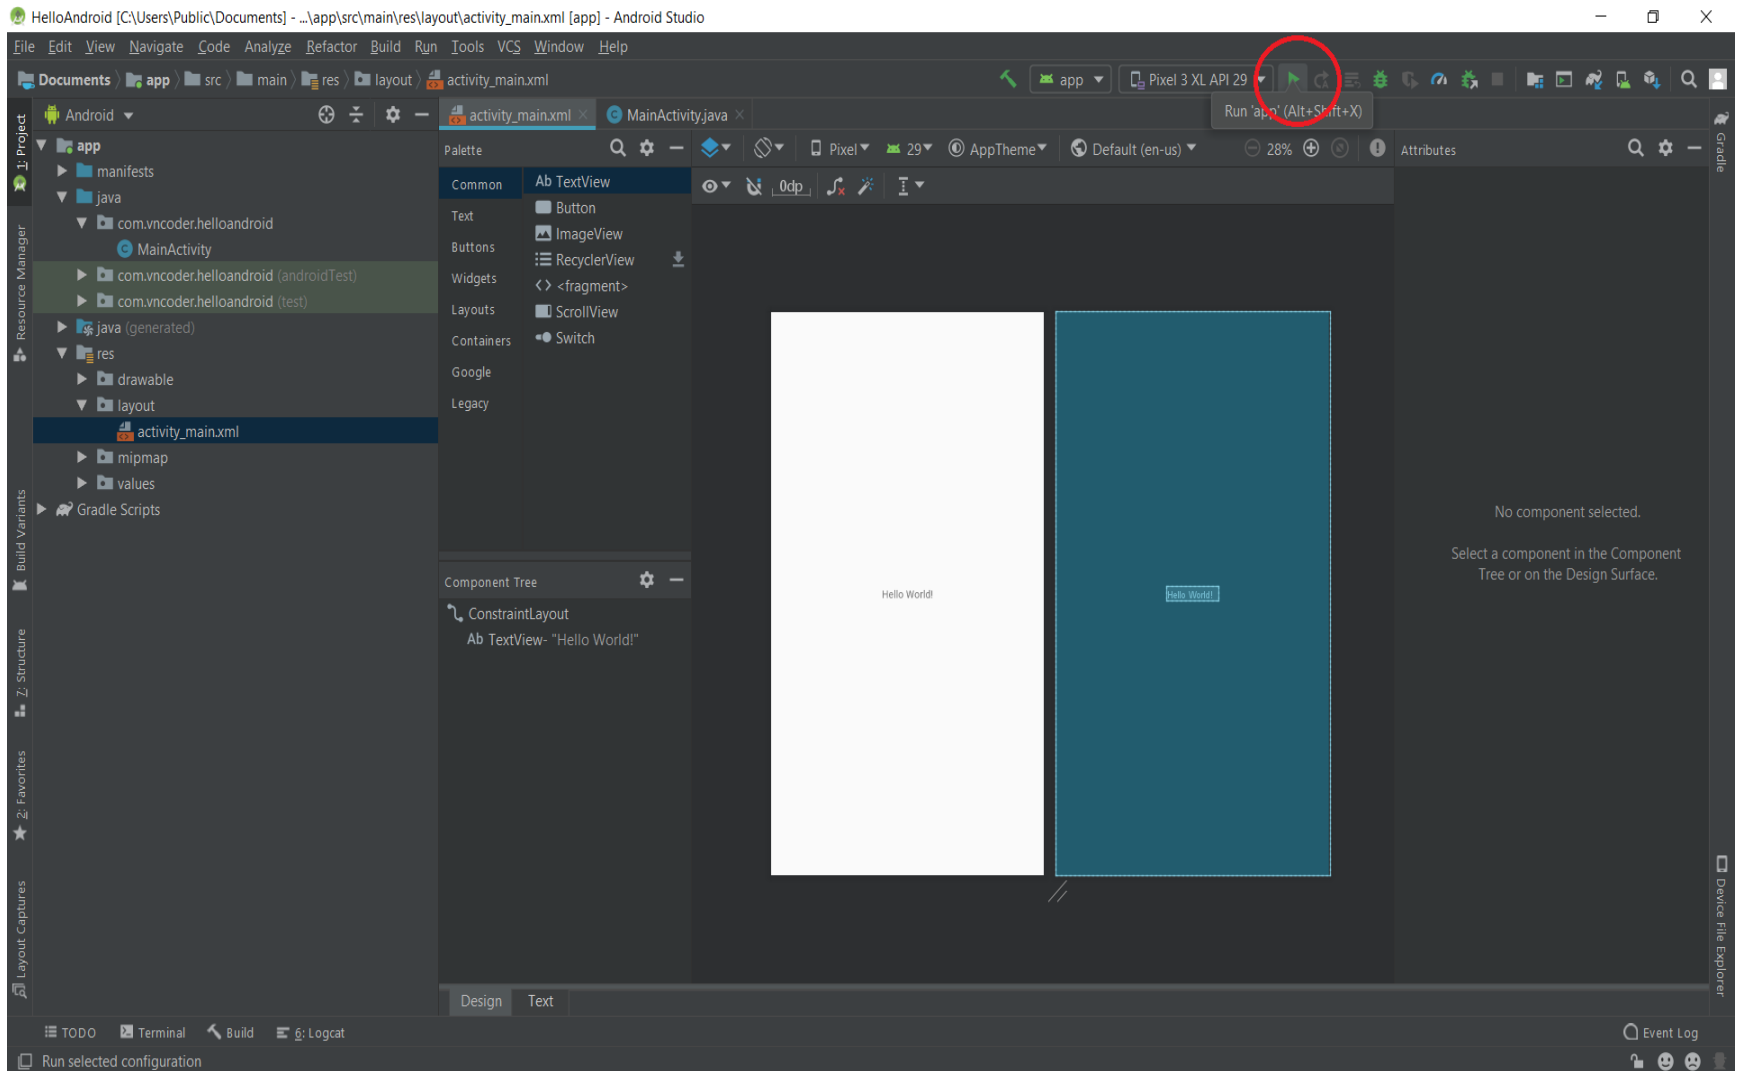 HelloAndroid [C:\Users\Public\Documents] - ...\app\src\main\res\layout\activity_main.xml [app] - Android Studio
File Edit View Navigate Code Analyze Refactor Build Run Tools VCS Window Help
Documents app src main res layout activity_main.xml
app Pixel 3 XL API 29
Run 'app' (Alt+Shift+X)
Android
activity_main.xml MainActivity.java
1: Project
Resource Manager
Build Variants
7: Structure
2: Favorites
Layout Captures
app
manifests
java
com.vncoder.helloandroid
MainActivity
com.vncoder.helloandroid (androidTest)
com.vncoder.helloandroid (test)
java (generated)
res
drawable
layout
activity_main.xml
mipmap
values
Gradle Scripts
Palette
Common
Text
Buttons
Widgets
Layouts
Containers
Google
Legacy
Ab TextView
Button
ImageView
RecyclerView
<fragment>
ScrollView
Switch
Component Tree
ConstraintLayout
Ab TextView- "Hello World!"
Pixel 29 AppTheme Default (en-us) 28%
0dp
Hello World!
Hello World!
Attributes
No component selected.
Select a component in the Component
Tree or on the Design Surface.
Gradle
Device File Explorer
Design Text
TODO Terminal Build 6: Logcat
Event Log
Run selected configuration